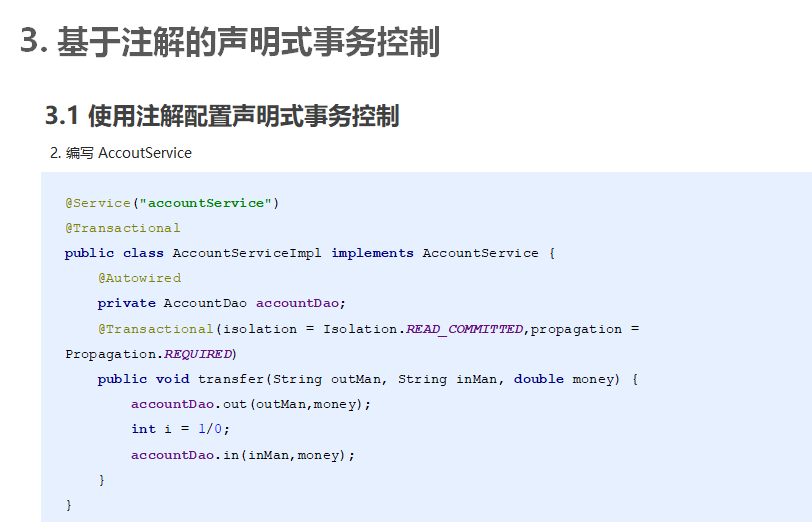 3. 基于注解的声明式事务控制
3.1 使用注解配置声明式事务控制
2. 编写 AccoutService
@Service("accountService")
@Transactional
public class AccountServiceImpl implements AccountService {
@Autowired
private AccountDao accountDao;
@Transactional(isolation = Isolation.READ_COMMITTED,propagation =
Propagation.REQUIRED)
public void transfer(String outMan, String inMan, double money) {
accountDao.out(outMan,money);
int i = 1/0;
accountDao.in(inMan,money);
}
}